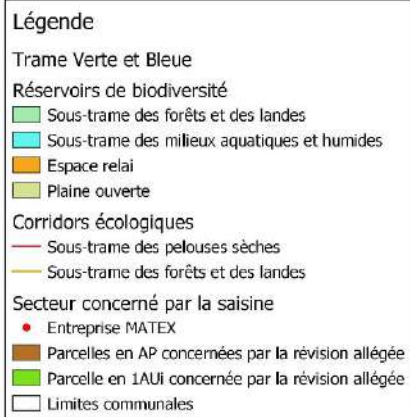 Légende
Trame Verte et Bleue
Réservoirs de biodiversité
Sous-trame des forêts et des landes
Sous-trame des milieux aquatiques et humides
Espace relai
Plaine ouverte
Corridors écologiques
Sous-trame des pelouses sèches
Sous-trame des forêts et des landes
Secteur concerné par la saisine
Entreprise MATEX
Parcelles en AP concernées par la révision allégée
Parcelle en 1AUi concernée par la révision allégée
Limites communales